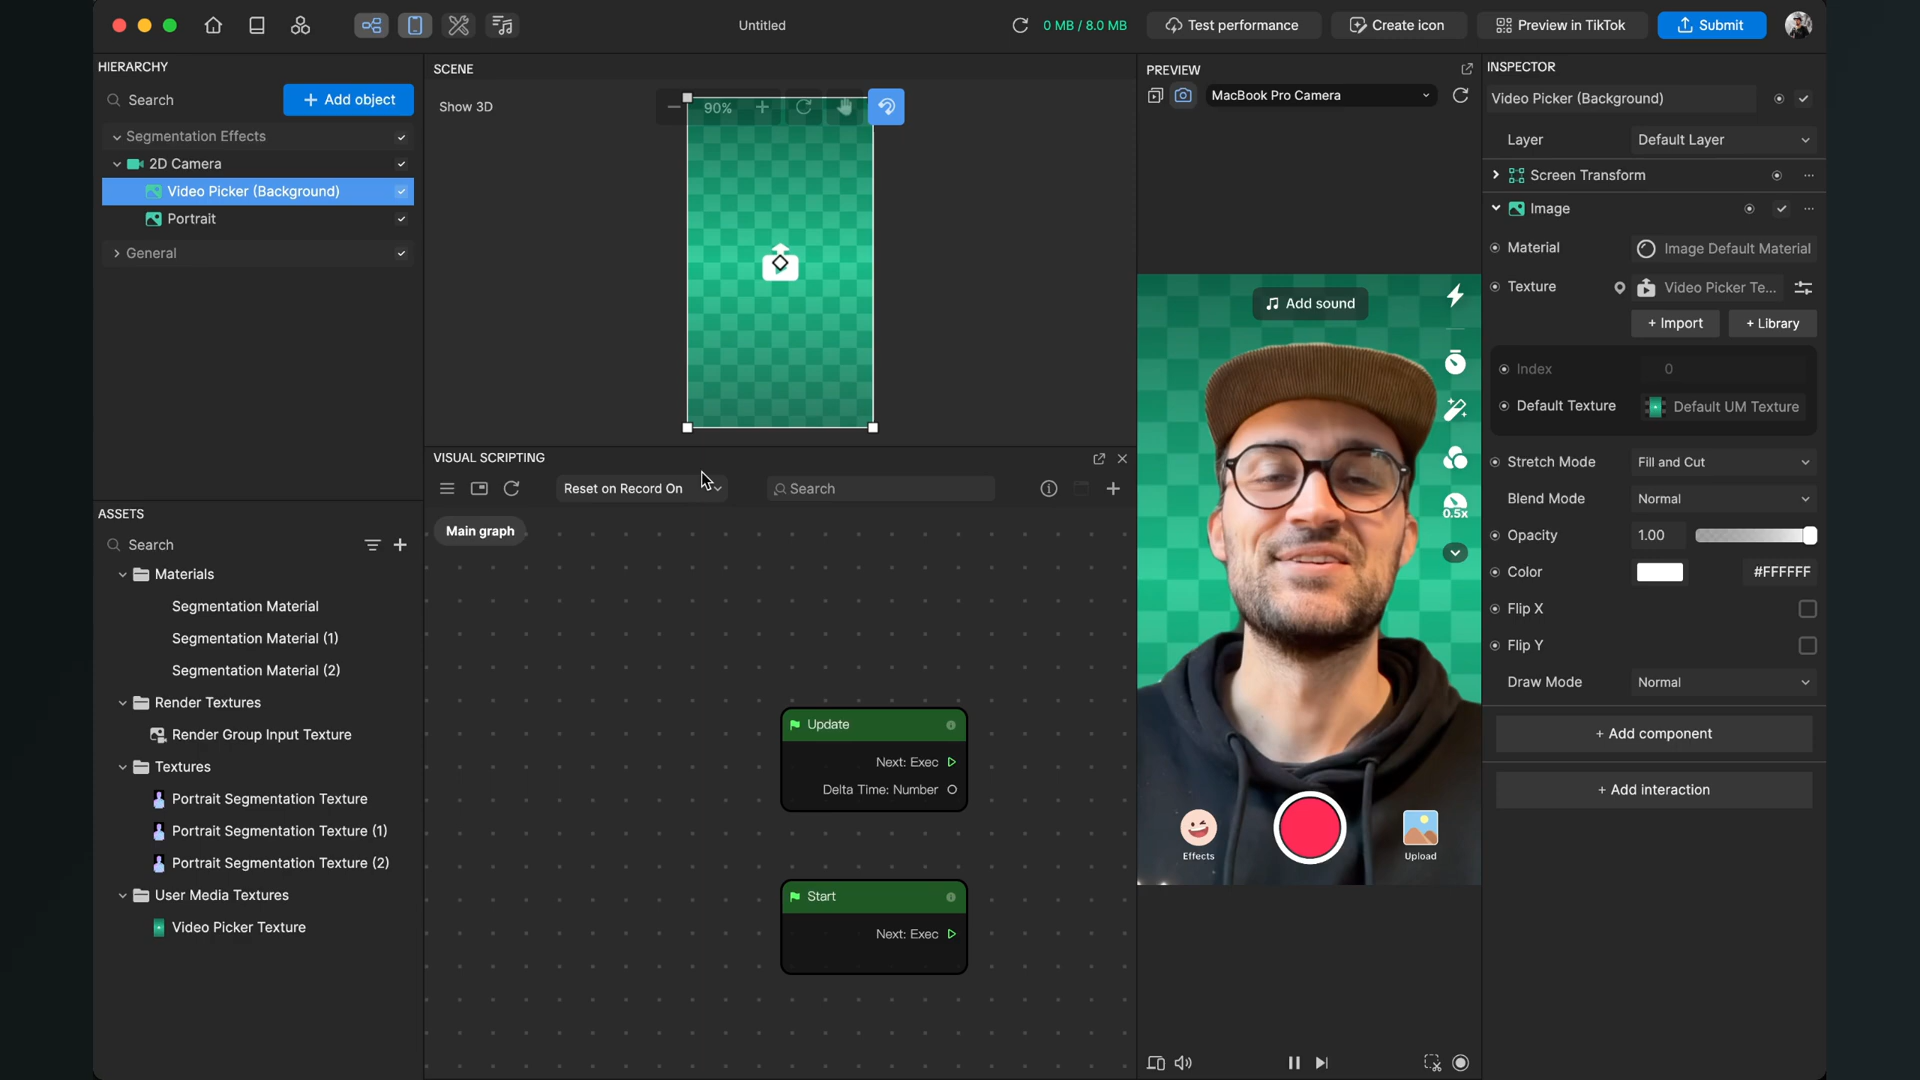 Untitled
0 MB / 8.0 MB
Test performance
Create icon
Preview in TikTok
Submit
HIERARCHY
Search
Add object
Segmentation Effects
2D Camera
Video Picker (Background)
Portrait
General
ASSETS
Search
Materials
Segmentation Material
Segmentation Material (1)
Segmentation Material (2)
Render Textures
Render Group Input Texture
Textures
Portrait Segmentation Texture
Portrait Segmentation Texture (1)
Portrait Segmentation Texture (2)
User Media Textures
Video Picker Texture
SCENE
Show 3D
90%
VISUAL SCRIPTING
Reset on Record On
Search
Main graph
Update
Next: Exec
Delta Time: Number
Start
Next: Exec
PREVIEW
MacBook Pro Camera
Add sound
0.5x
Effects
Upload
INSPECTOR
Video Picker (Background)
Layer
Default Layer
Screen Transform
Image
Material
Image Default Material
Texture
Video Picker Te...
+ Import
+ Library
Index
0
Default Texture
Default UM Texture
Stretch Mode
Fill and Cut
Blend Mode
Normal
Opacity
1.00
Color
#FFFFFF
Flip X
Flip Y
Draw Mode
Normal
+ Add component
+ Add interaction